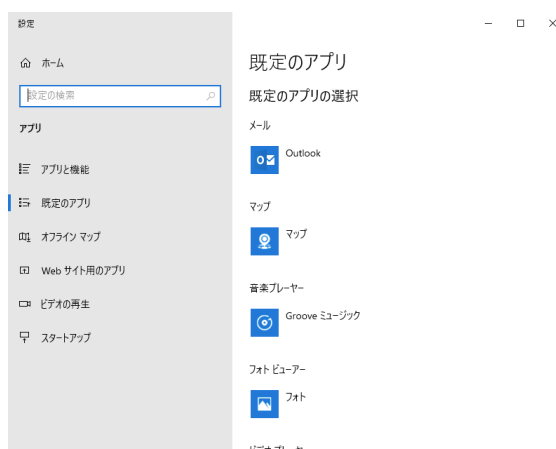 設定
ホーム
設定の検索
アプリ
アプリと機能
既定のアプリ
オフライン マップ
Web サイト用のアプリ
ビデオの再生
スタートアップ
既定のアプリ
既定のアプリの選択
メール
Outlook
マップ
マップ
音楽プレーヤー
Groove ミュージック
フォト ビューアー
フォト